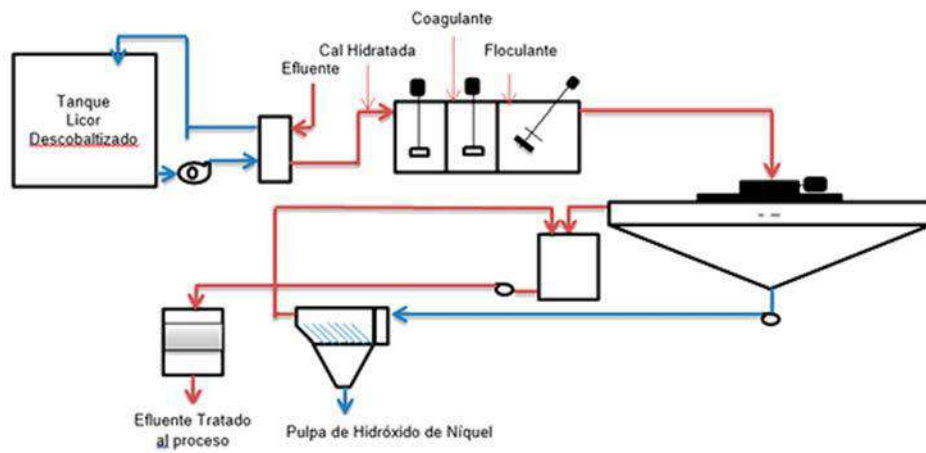 Coagulante
Cal Hidratada
Floculante
Efluente
Tanque
Licor
Descobaltizado
Efluente Tratado
al proceso
Pulpa de Hidróxido de Níquel